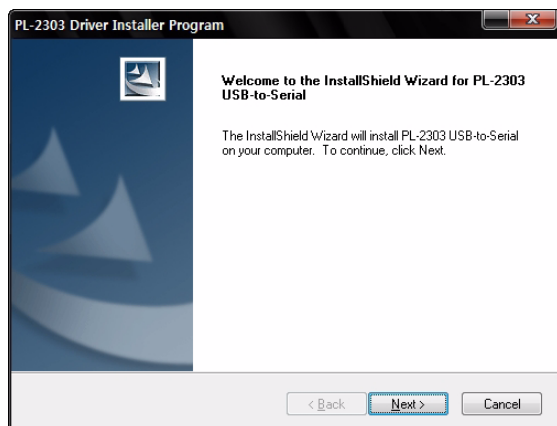 PL-2303 Driver Installer Program
Welcome to the InstallShield Wizard for PL-2303
USB-to-Serial
The InstallShield Wizard will install PL-2303 USB-to-Serial
on your computer. To continue, click Next.
< Back
Next >
Cancel